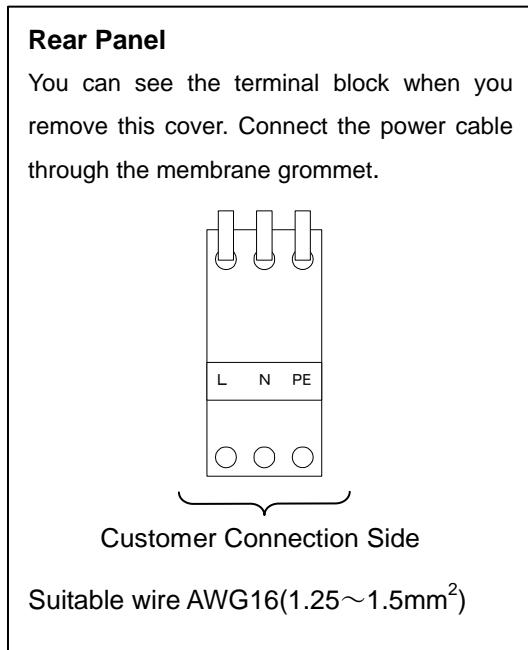 Rear Panel
You can see the terminal block when you
remove this cover. Connect the power cable
through the membrane grommet.
L N PE
Customer Connection Side
Suitable wire AWG16(1.25～1.5mm²)